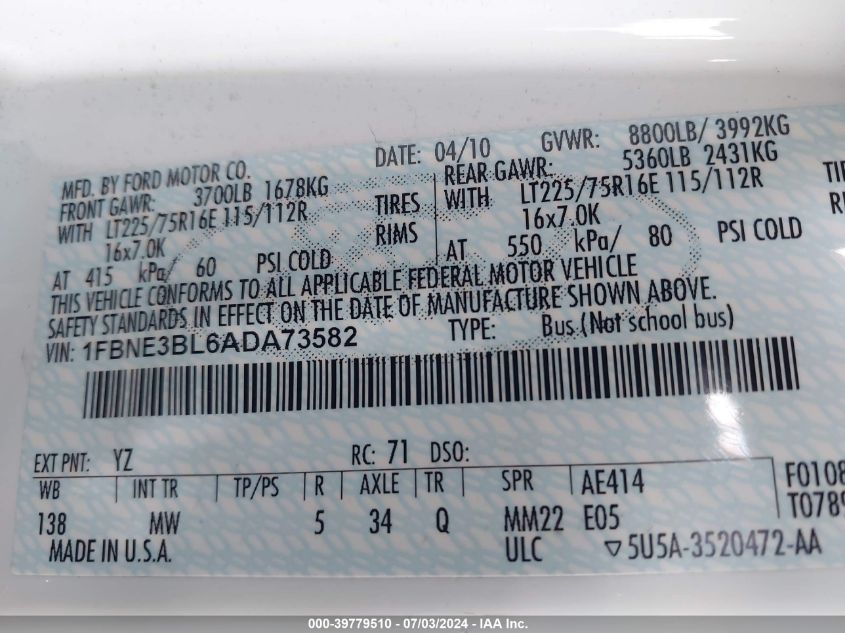 MFD. BY FORD MOTOR CO. DATE: 04/10 GVWR: 8800LB/ 3992KG
FRONT GAWR: 3700LB 1678KG REAR GAWR: 5360LB 2431KG
WITH LT225/75R16E 115/112R TIRES WITH LT225/75R16E 115/112R
16x7.0K RIMS 16x7.0K
AT 415 kPa/ 60 PSI COLD AT 550 kPa/ 80 PSI COLD
THIS VEHICLE CONFORMS TO ALL APPLICABLE FEDERAL MOTOR VEHICLE
SAFETY STANDARDS IN EFFECT ON THE DATE OF MANUFACTURE SHOWN ABOVE.
VIN: 1FBNE3BL6ADA73582 TYPE: Bus (Not school bus)
EXT PNT: YZ RC: 71 DSO:
WB INT TR TP/PS R AXLE TR SPR AE414
138 MW 5 34 Q MM22 E05
MADE IN U.S.A. ULC 5U5A-3520472-AA
000-39779510 - 07/03/2024 - IAA Inc.